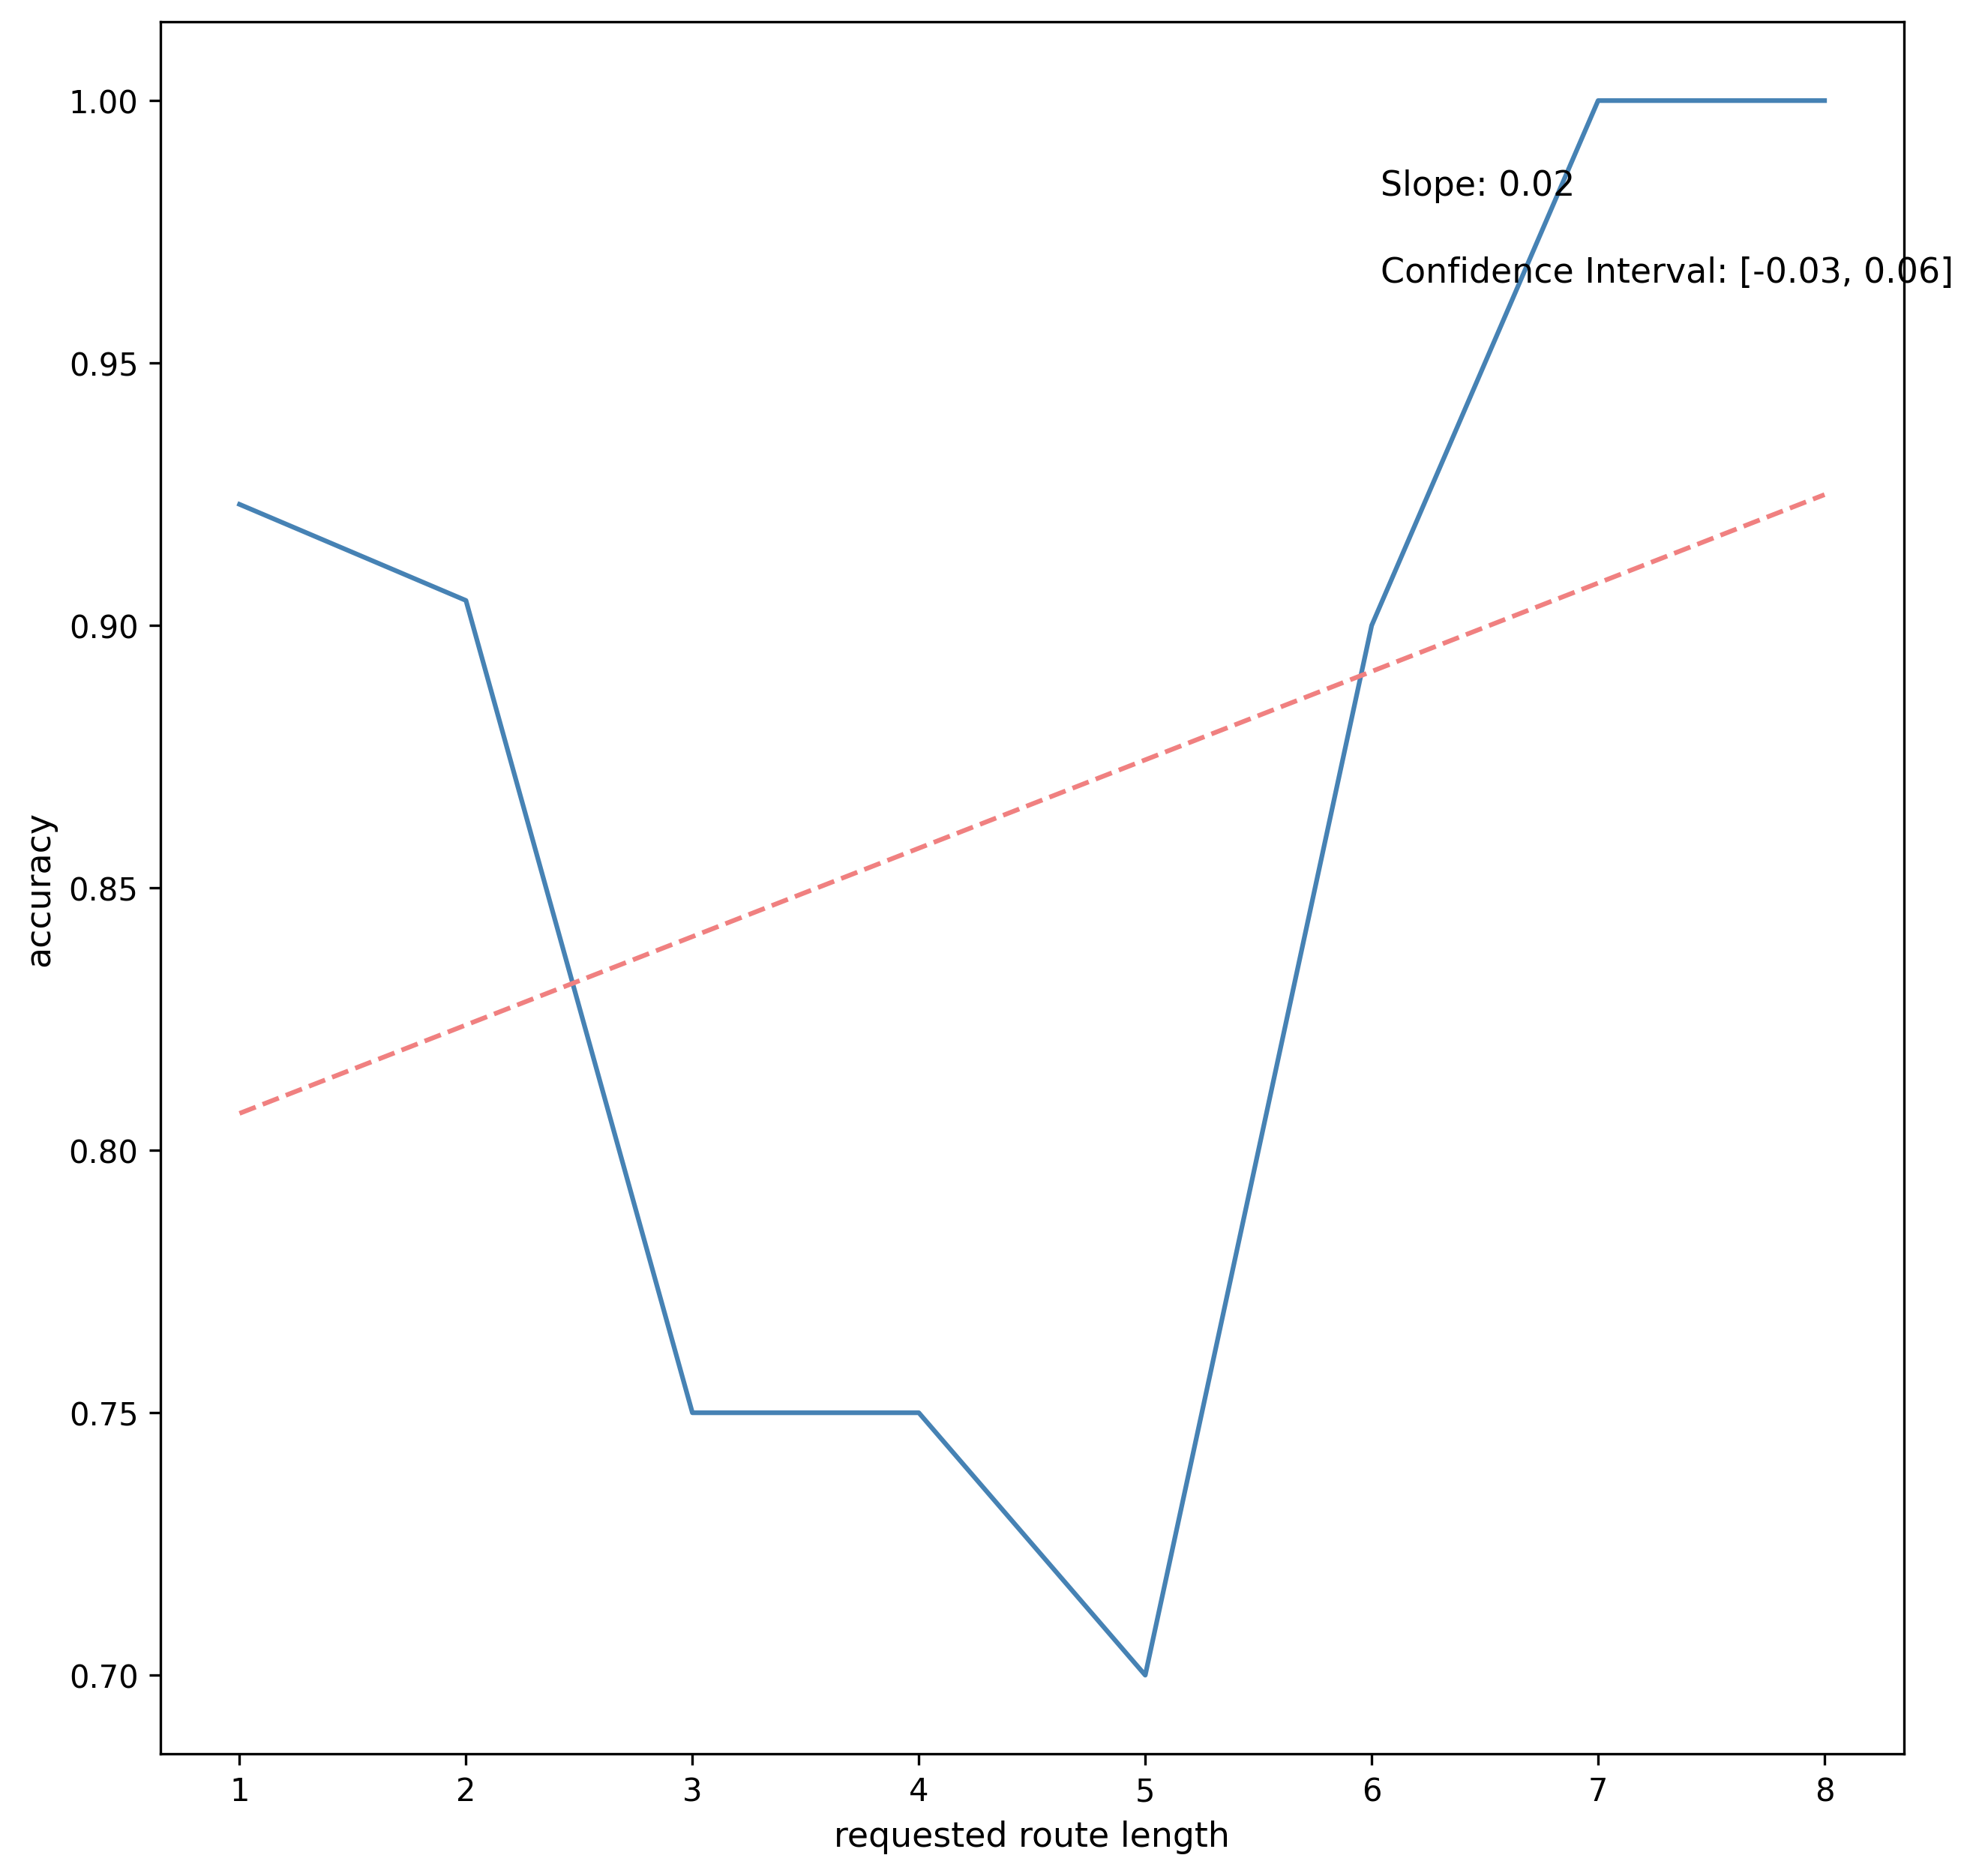 1.00
0.95
0.90
0.85
0.80
0.75
0.70
accuracy
Slope: 0.02
Confidence Interval: [-0.03, 0.06]
1 2 3 4 5 6 7 8
requested route length